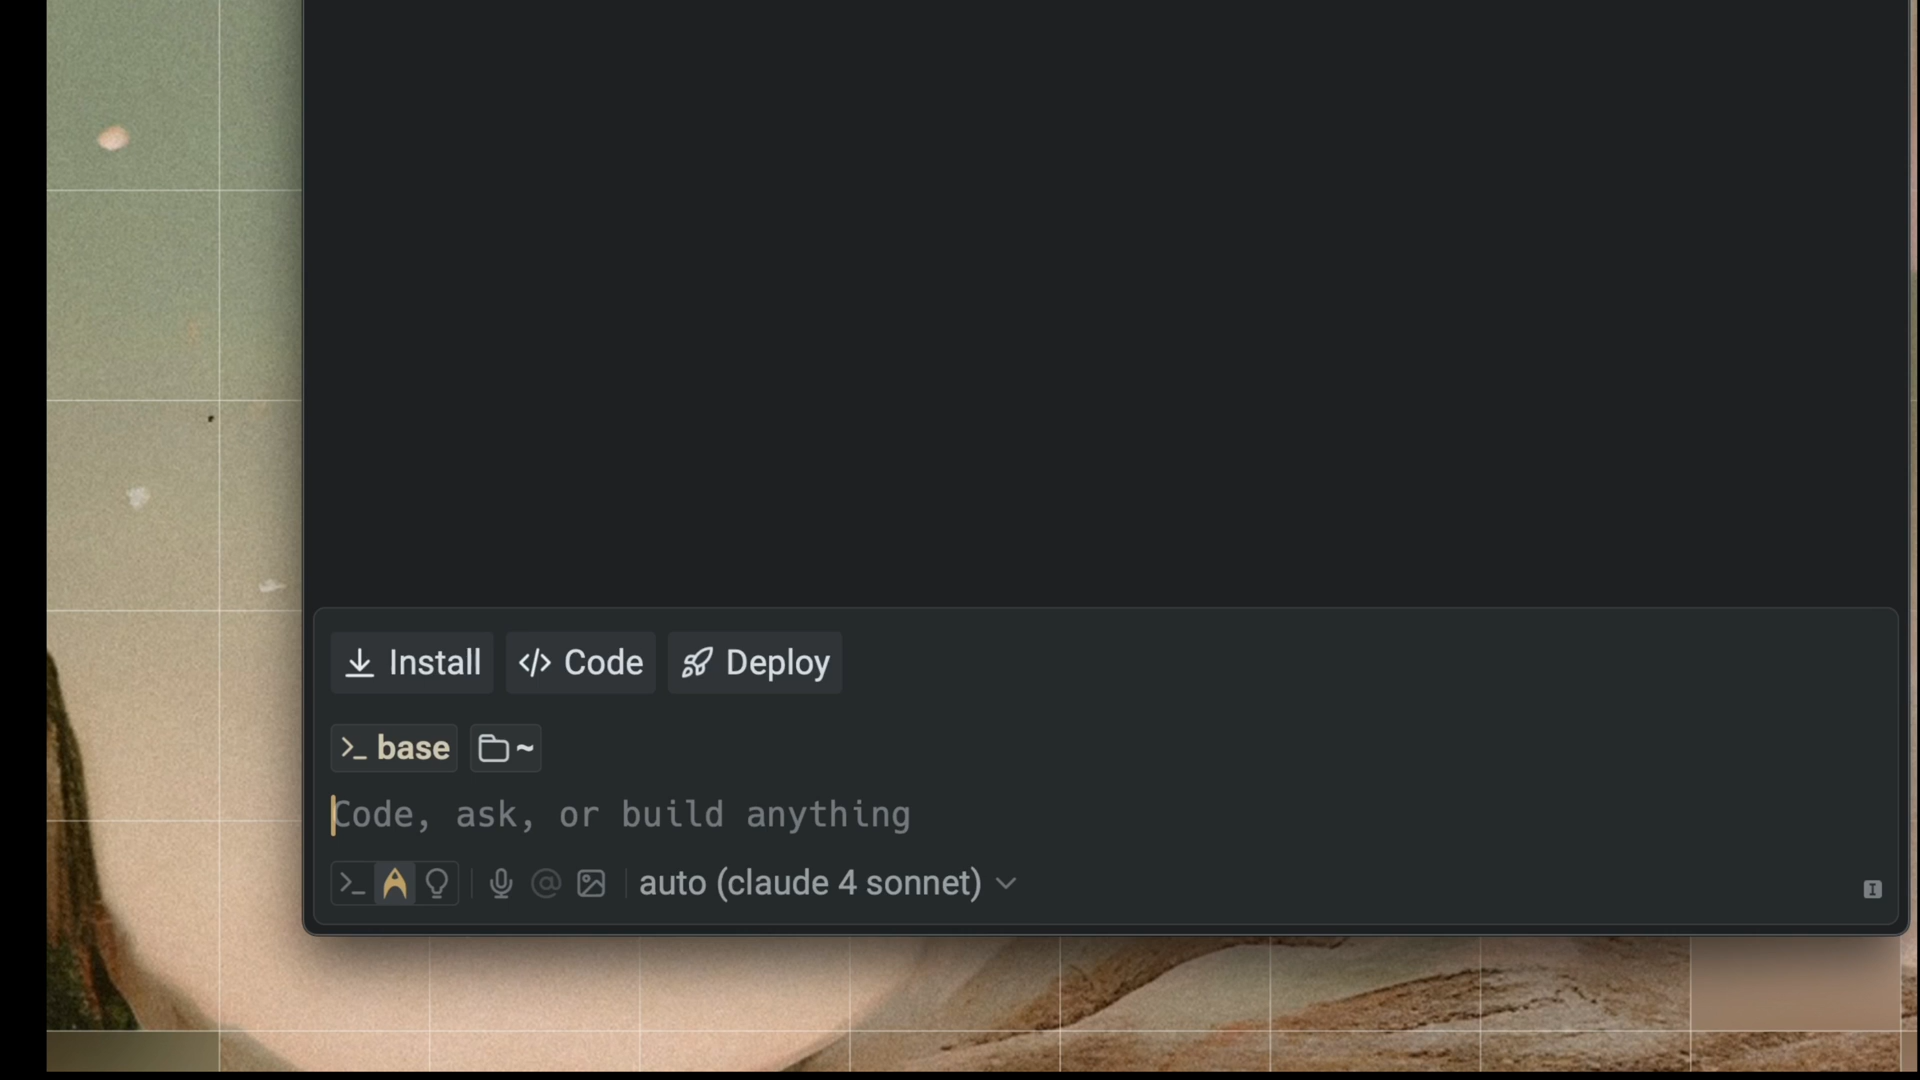 Install </> Code Deploy
>_ base ~
Code, ask, or build anything
>_ @ auto (claude 4 sonnet) I